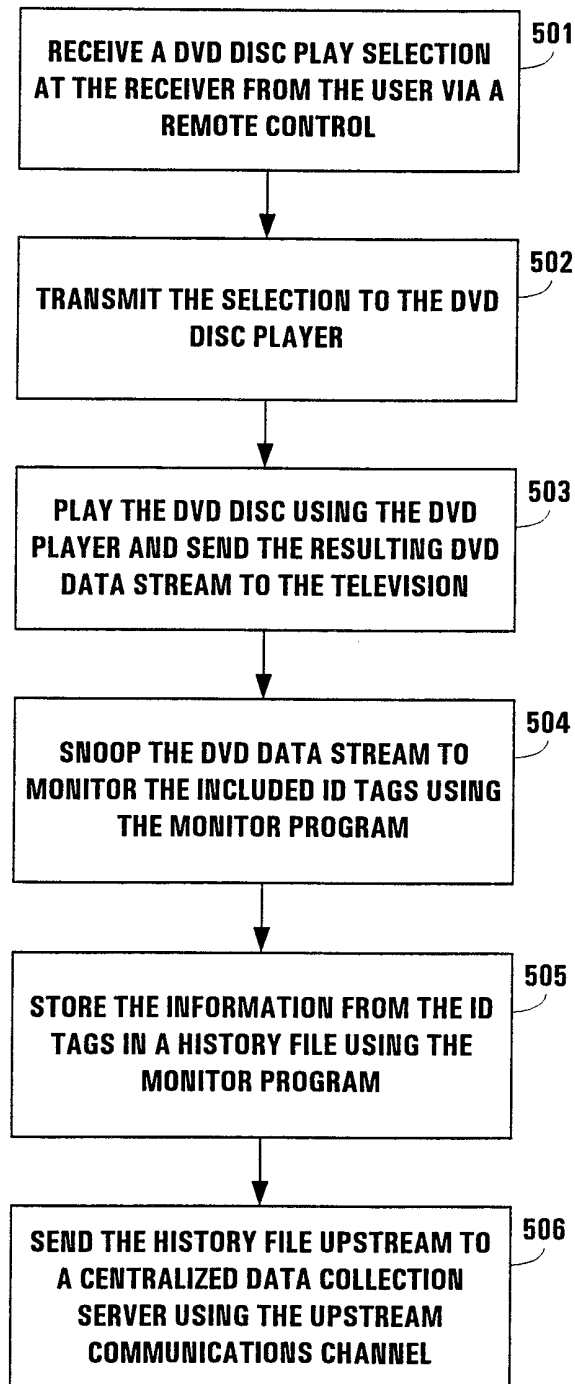 501
RECEIVE A DVD DISC PLAY SELECTION
AT THE RECEIVER FROM THE USER VIA A
REMOTE CONTROL
502
TRANSMIT THE SELECTION TO THE DVD
DISC PLAYER
503
PLAY THE DVD DISC USING THE DVD
PLAYER AND SEND THE RESULTING DVD
DATA STREAM TO THE TELEVISION
504
SNOOP THE DVD DATA STREAM TO
MONITOR THE INCLUDED ID TAGS USING
THE MONITOR PROGRAM
505
STORE THE INFORMATION FROM THE ID
TAGS IN A HISTORY FILE USING THE
MONITOR PROGRAM
506
SEND THE HISTORY FILE UPSTREAM TO
A CENTRALIZED DATA COLLECTION
SERVER USING THE UPSTREAM
COMMUNICATIONS CHANNEL